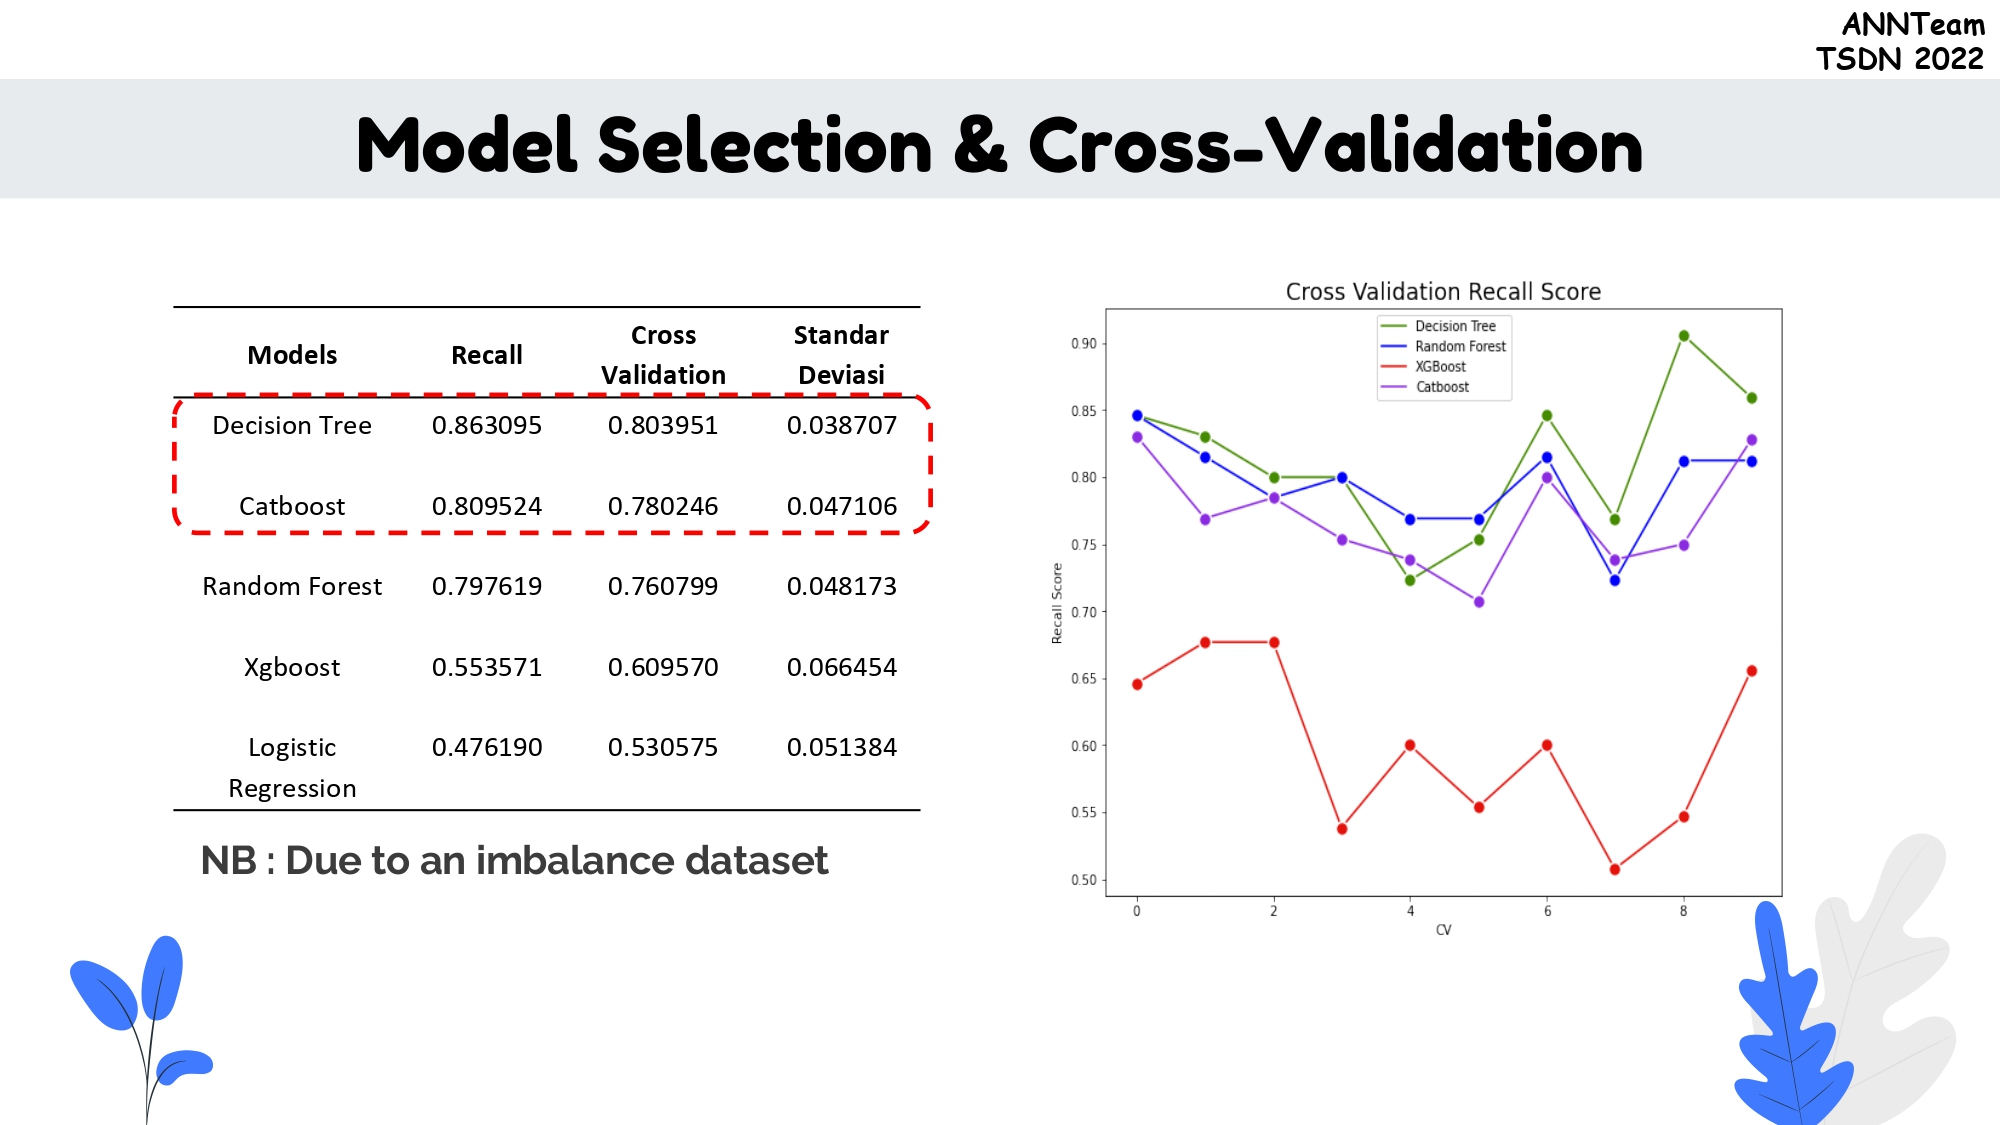 ANNTeam
TSDN 2022
Model Selection & Cross-Validation
Models Recall Cross Validation Standar Deviasi
Decision Tree 0.863095 0.803951 0.038707
Catboost 0.809524 0.780246 0.047106
Random Forest 0.797619 0.760799 0.048173
Xgboost 0.553571 0.609570 0.066454
Logistic Regression 0.476190 0.530575 0.051384
NB : Due to an imbalance dataset
Cross Validation Recall Score
Decision Tree
Random Forest
XGBoost
Catboost
Recall Score
0.90
0.85
0.80
0.75
0.70
0.65
0.60
0.55
0.50
0 2 4 6 8
CV